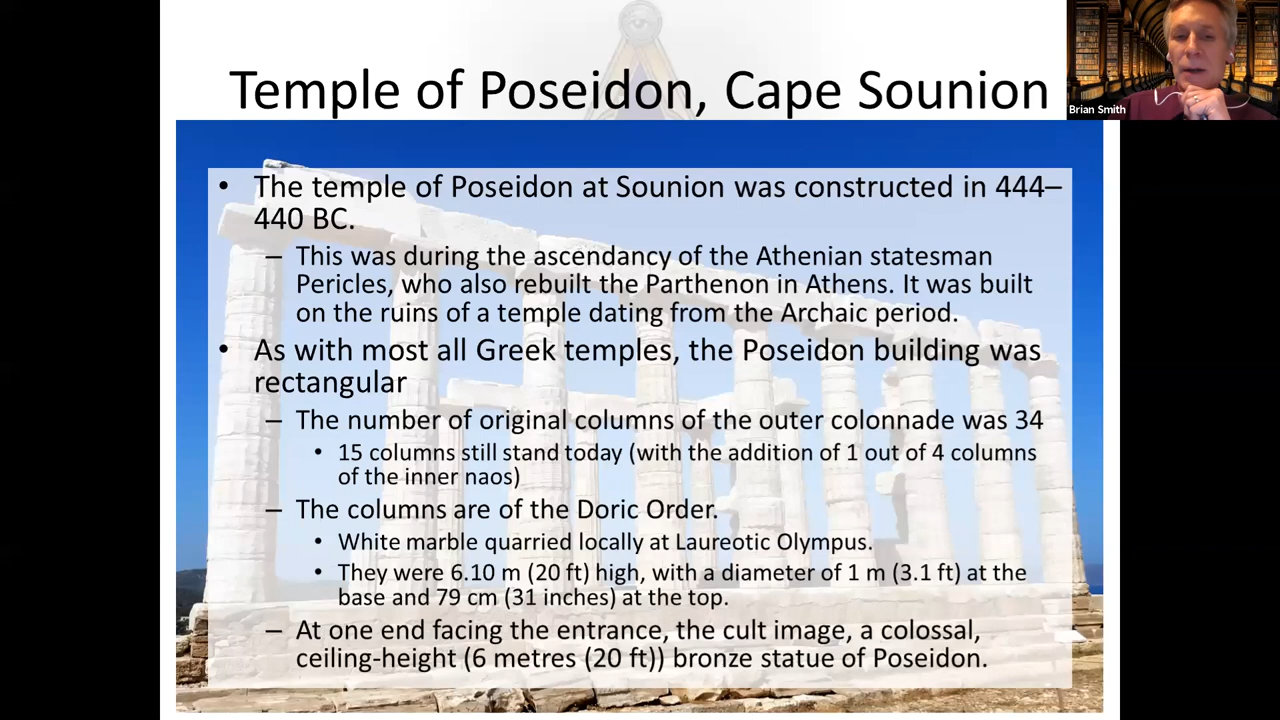 Temple of Poseidon, Cape Sounion
Brian Smith
• The temple of Poseidon at Sounion was constructed in 444–
440 BC.
– This was during the ascendancy of the Athenian statesman
Pericles, who also rebuilt the Parthenon in Athens. It was built
on the ruins of a temple dating from the Archaic period.
• As with most all Greek temples, the Poseidon building was
rectangular
– The number of original columns of the outer colonnade was 34
• 15 columns still stand today (with the addition of 1 out of 4 columns
of the inner naos)
– The columns are of the Doric Order.
• White marble quarried locally at Laureotic Olympus.
• They were 6.10 m (20 ft) high, with a diameter of 1 m (3.1 ft) at the
base and 79 cm (31 inches) at the top.
– At one end facing the entrance, the cult image, a colossal,
ceiling-height (6 metres (20 ft)) bronze statue of Poseidon.